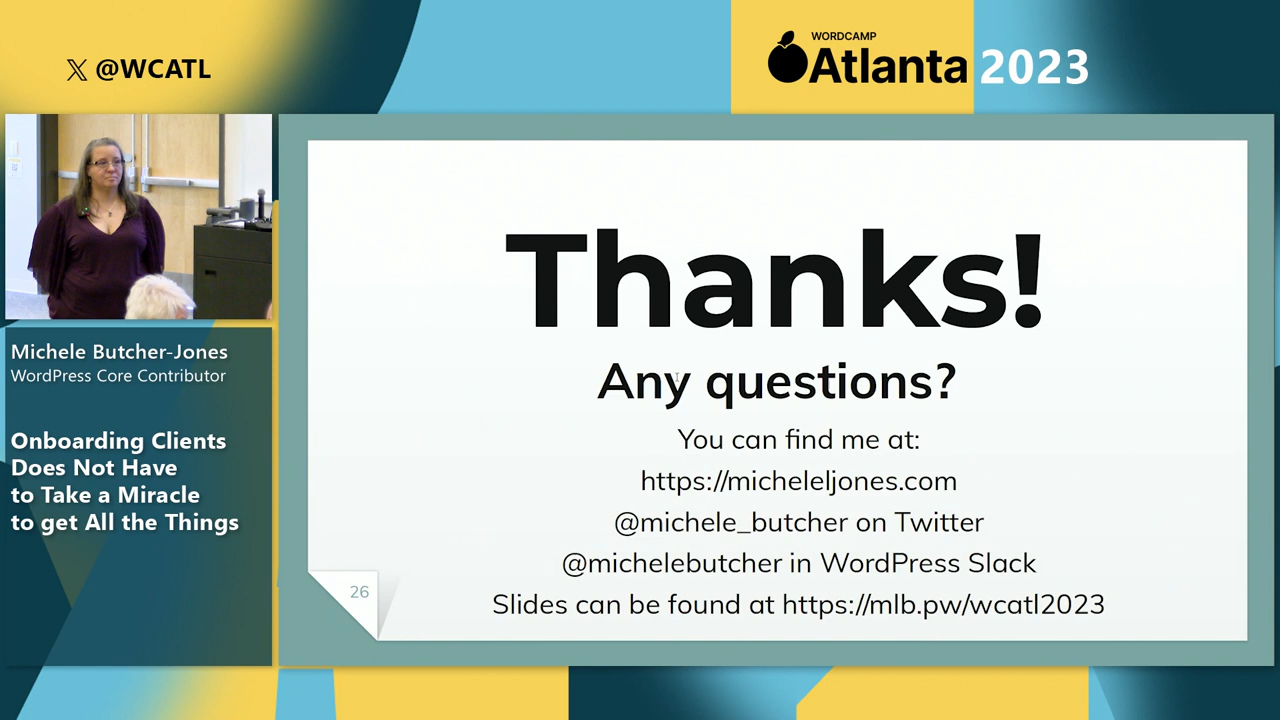 @WCATL
WORDCAMP
Atlanta 2023
Michele Butcher-Jones
WordPress Core Contributor
Onboarding Clients
Does Not Have
to Take a Miracle
to get All the Things
Thanks!
Any questions?
You can find me at:
https://micheleljones.com
@michele_butcher on Twitter
@michelebutcher in WordPress Slack
Slides can be found at https://mlb.pw/wcatl2023
26